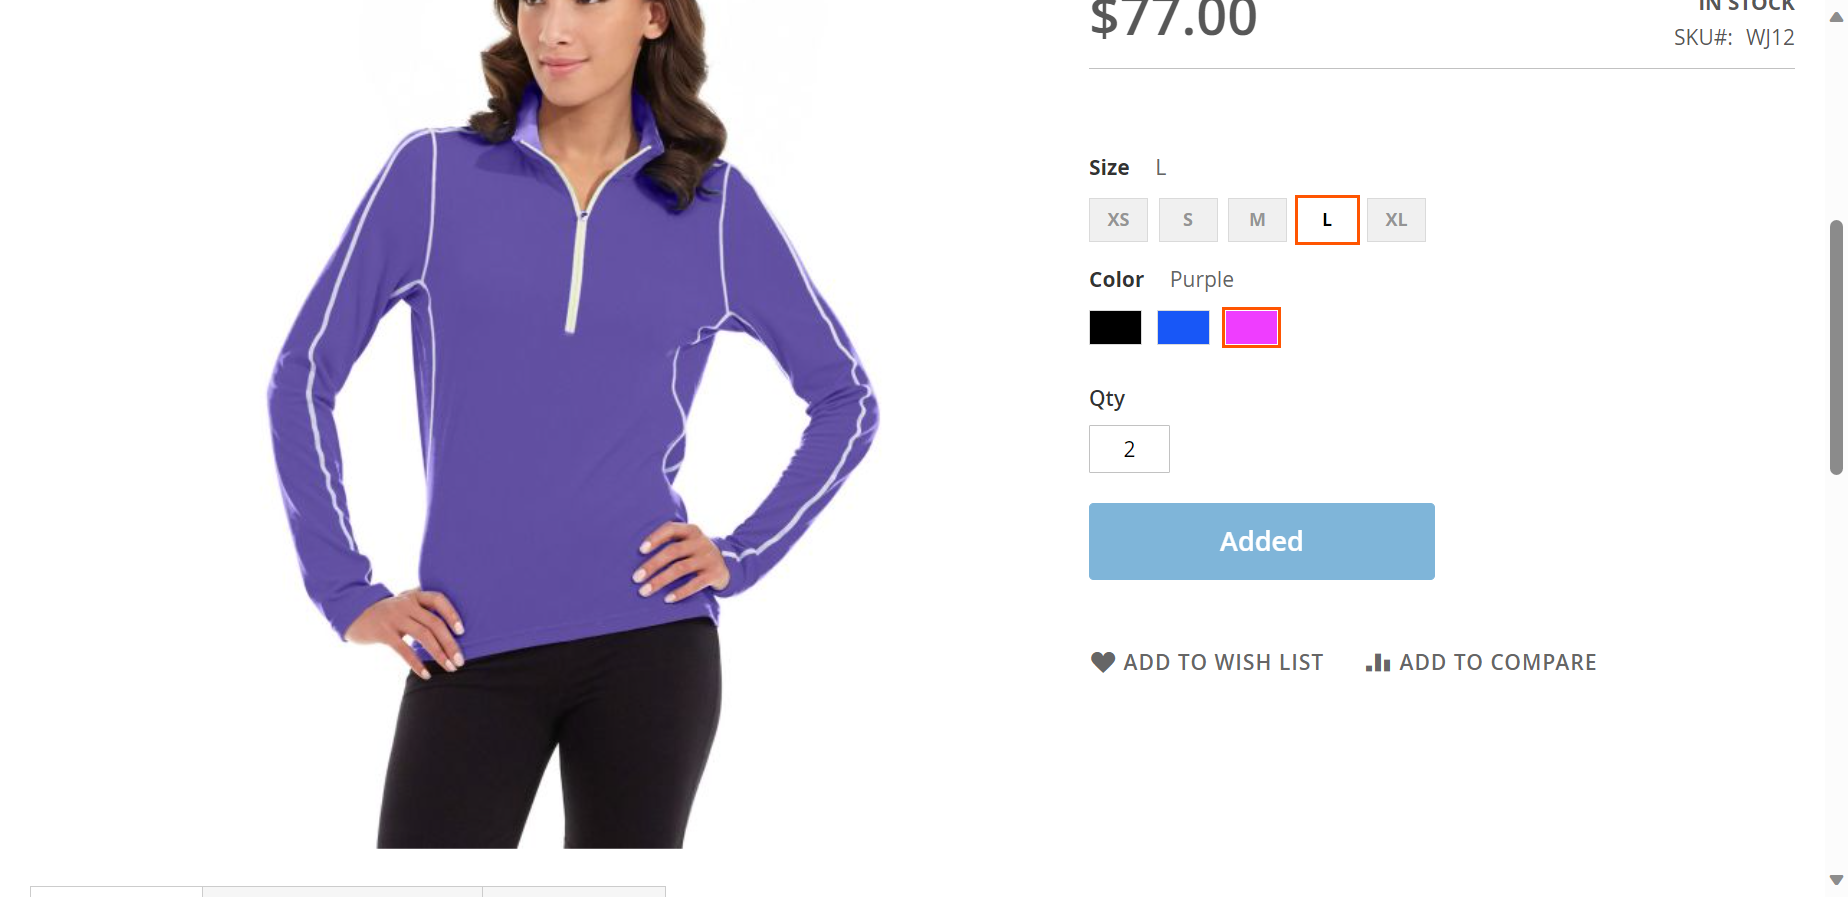 $77.00
IN STOCK
SKU#: WJ12
Size L
XS S M L XL
Color Purple
Qty
2
Added
ADD TO WISH LIST ADD TO COMPARE